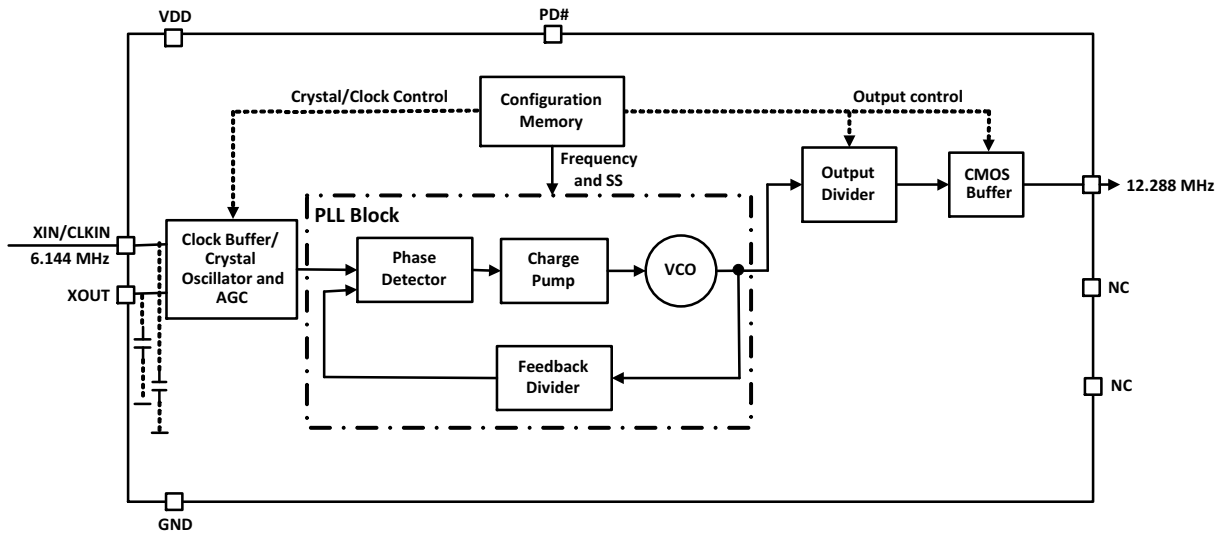 VDD
PD#
Crystal/Clock Control
Configuration
Memory
Output control
Frequency
and SS
Output
Divider
CMOS
Buffer
12.288 MHz
PLL Block
XIN/CLKIN
6.144 MHz
XOUT
Clock Buffer/
Crystal
Oscillator and
AGC
Phase
Detector
Charge
Pump
VCO
Feedback
Divider
NC
NC
GND